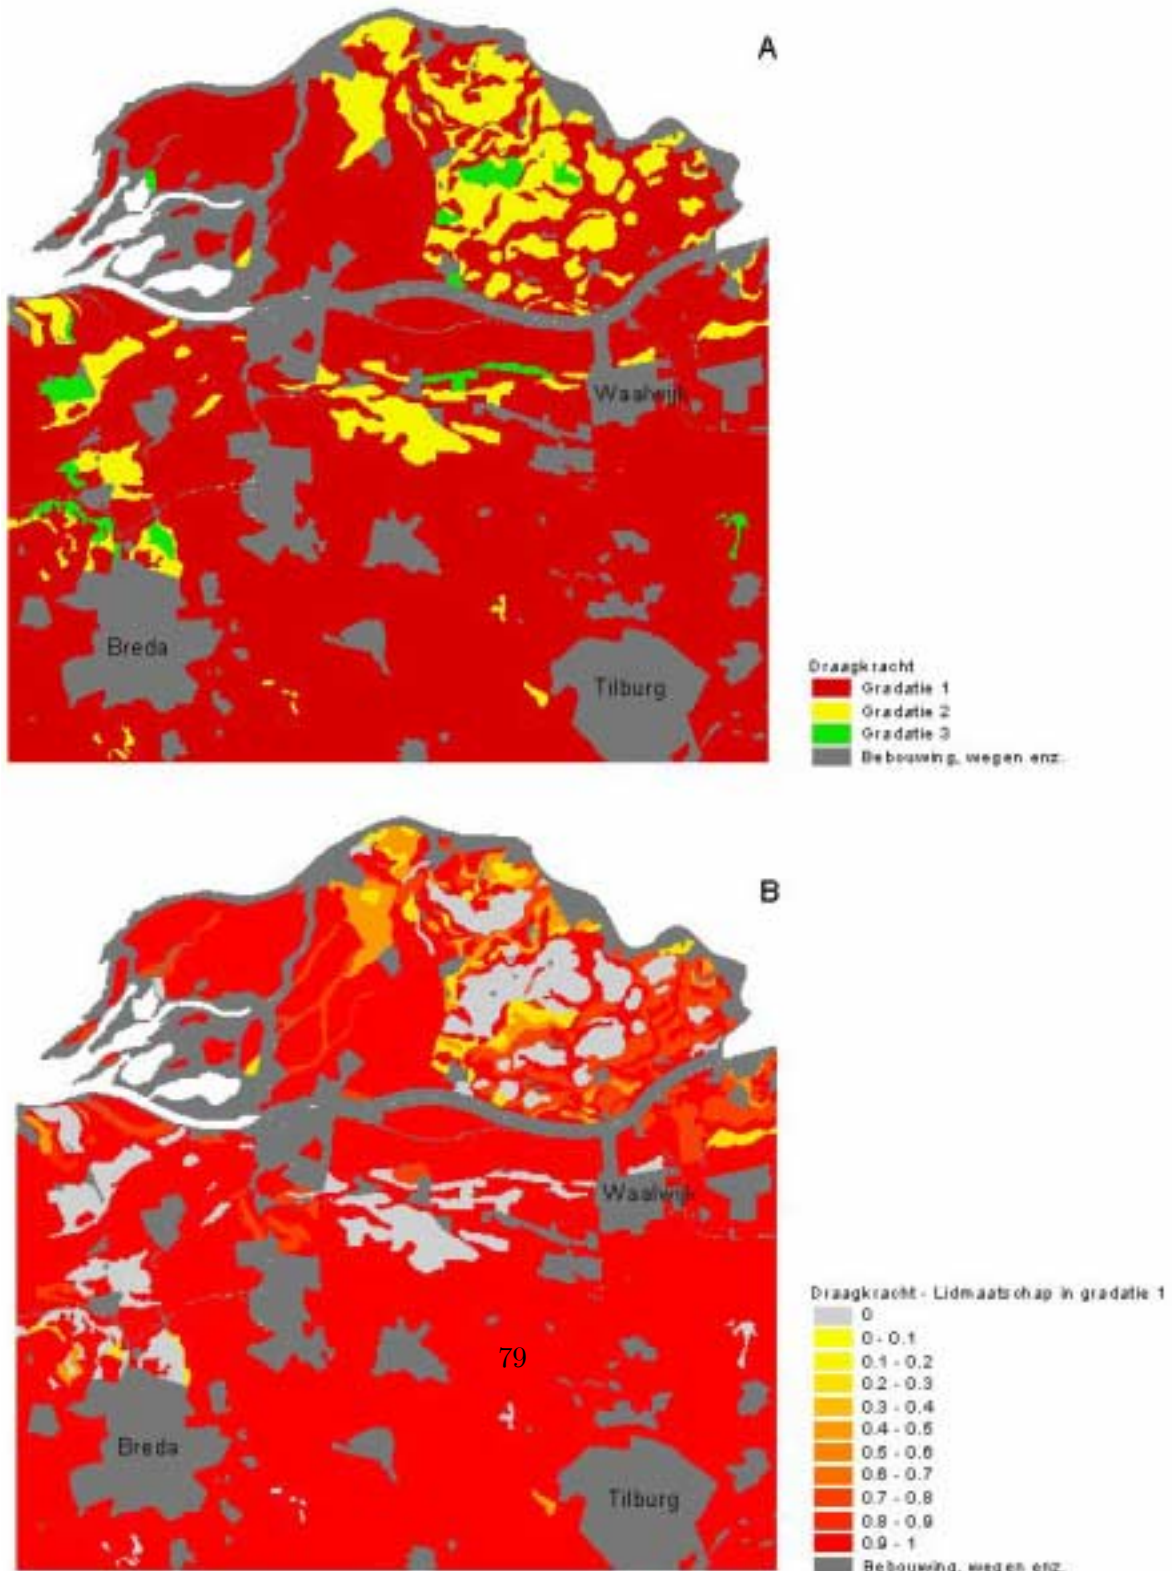 A
Waalwijk
Breda
Tilburg
Draagkracht
Gradatie 1
Gradatie 2
Gradatie 3
Bebouwing, wegen enz.
B
Waalwijk
Breda
Tilburg
79
Draagkracht - Lidmaatschap in gradatie 1
0
0 - 0.1
0.1 - 0.2
0.2 - 0.3
0.3 - 0.4
0.4 - 0.5
0.5 - 0.6
0.6 - 0.7
0.7 - 0.8
0.8 - 0.9
0.9 - 1
Bebouwing, wegen enz.